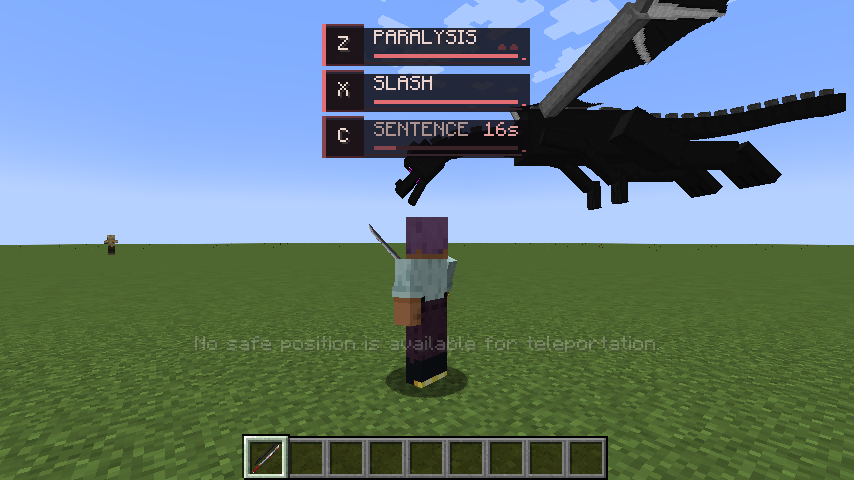 Z PARALYSIS
X SLASH
C SENTENCE 16s
No safe position is available for teleportation.